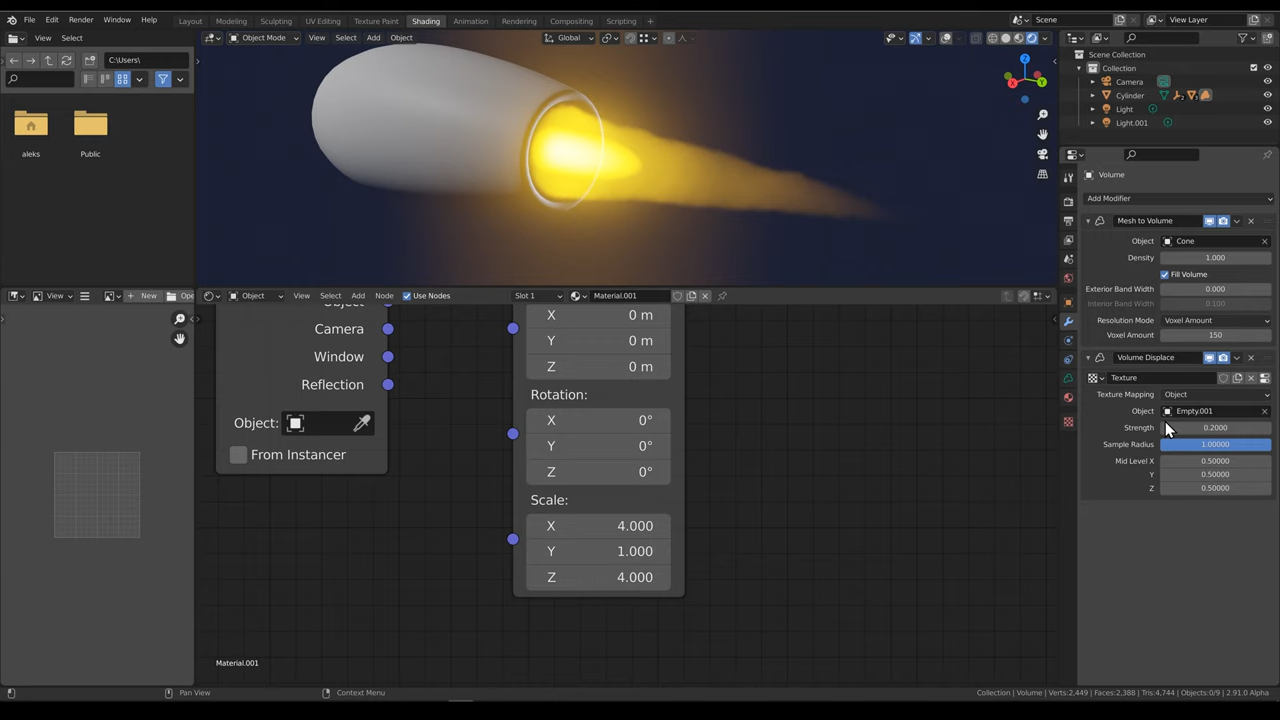 File Edit Render Window Help Layout Modeling Sculpting UV Editing Texture Paint Shading Animation Rendering Compositing Scripting + Scene View Layer
View Select Object Mode View Select Add Object Global
C:\Users\
aleks Public
Scene Collection
Collection
Camera
Cylinder
Light
Light.001
X Y Z
Volume
Add Modifier
Mesh to Volume
Object Cone
Density 1.000
Fill Volume
Exterior Band Width 0.000
Interior Band Width 0.100
Resolution Mode Voxel Amount
Voxel Amount 150
Volume Displace
Texture
Texture Mapping Object
Object Empty.001
Strength 0.2000
Sample Radius 1.00000
Mid Level X 0.50000
Y 0.50000
Z 0.50000
View + New Ope
Object View Select Add Node Use Nodes Slot 1 Material.001
Object
Camera
Window
Reflection
Object:
From Instancer
X 0 m
Y 0 m
Z 0 m
Rotation:
X 0°
Y 0°
Z 0°
Scale:
X 4.000
Y 1.000
Z 4.000
Material.001
Pan View Context Menu Collection | Volume | Verts:2,449 | Faces:2,388 | Tris:4,744 | Objects:0/9 | 2.91.0 Alpha